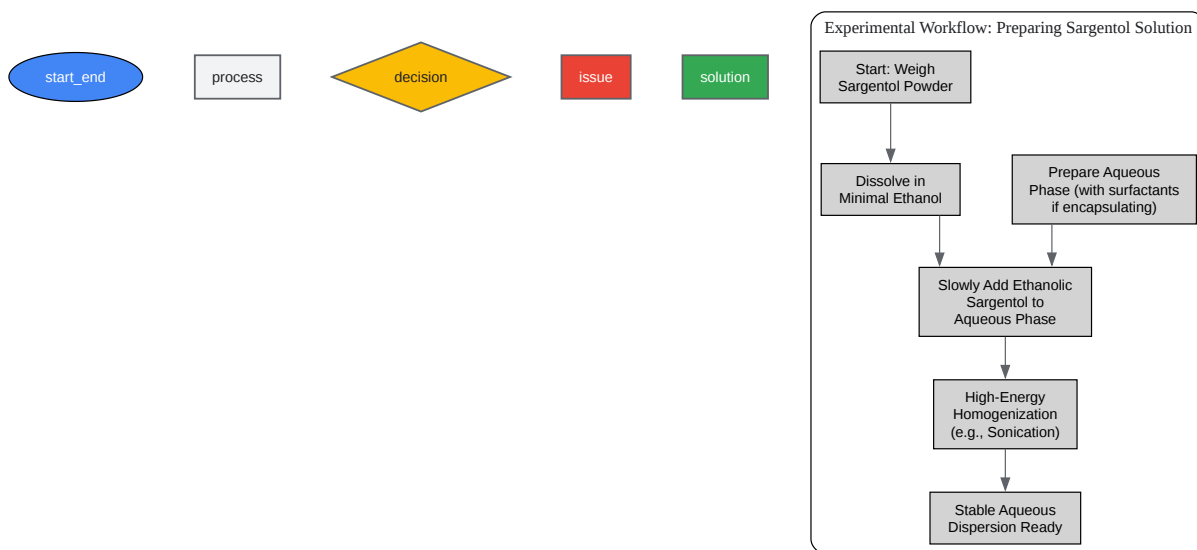 start_end
process
decision
issue
solution
Experimental Workflow: Preparing Sargentol Solution
Start: Weigh
Sargentol Powder
Dissolve in
Minimal Ethanol
Prepare Aqueous
Phase (with surfactants
if encapsulating)
Slowly Add Ethanolic
Sargentol to
Aqueous Phase
High-Energy
Homogenization
(e.g., Sonication)
Stable Aqueous
Dispersion Ready